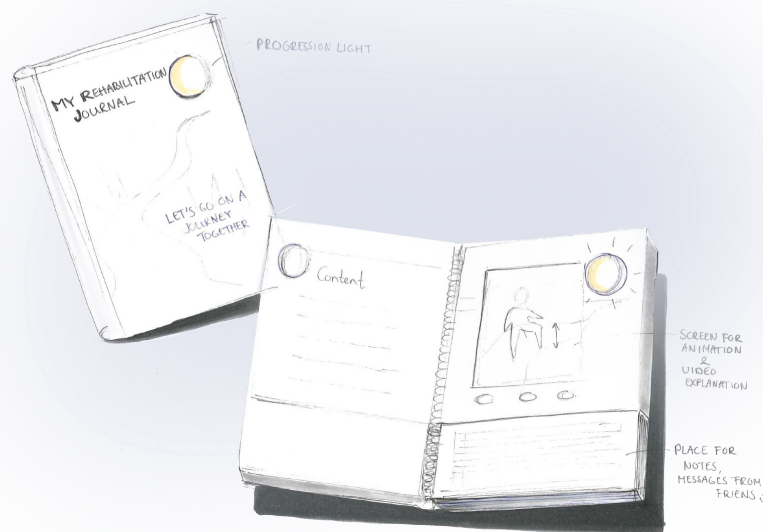 PROGRESSION LIGHT
MY REHABILITATION
JOURNAL
LET'S GO ON A
JOURNEY
TOGETHER
Content
SCREEN FOR
ANIMATION
&
VIDEO
EXPLANATION
PLACE FOR
NOTES,
MESSAGES FROM
FRIENS,